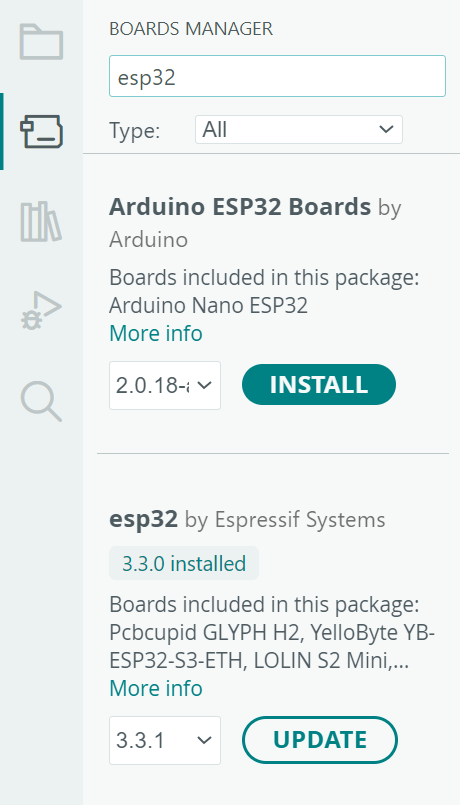 BOARDS MANAGER
esp32
Type: All
Arduino ESP32 Boards by
Arduino
Boards included in this package:
Arduino Nano ESP32
More info
2.0.18-a INSTALL
esp32 by Espressif Systems
3.3.0 installed
Boards included in this package:
Pcbcupid GLYPH H2, YelloByte YB-
ESP32-S3-ETH, LOLIN S2 Mini,...
More info
3.3.1 UPDATE